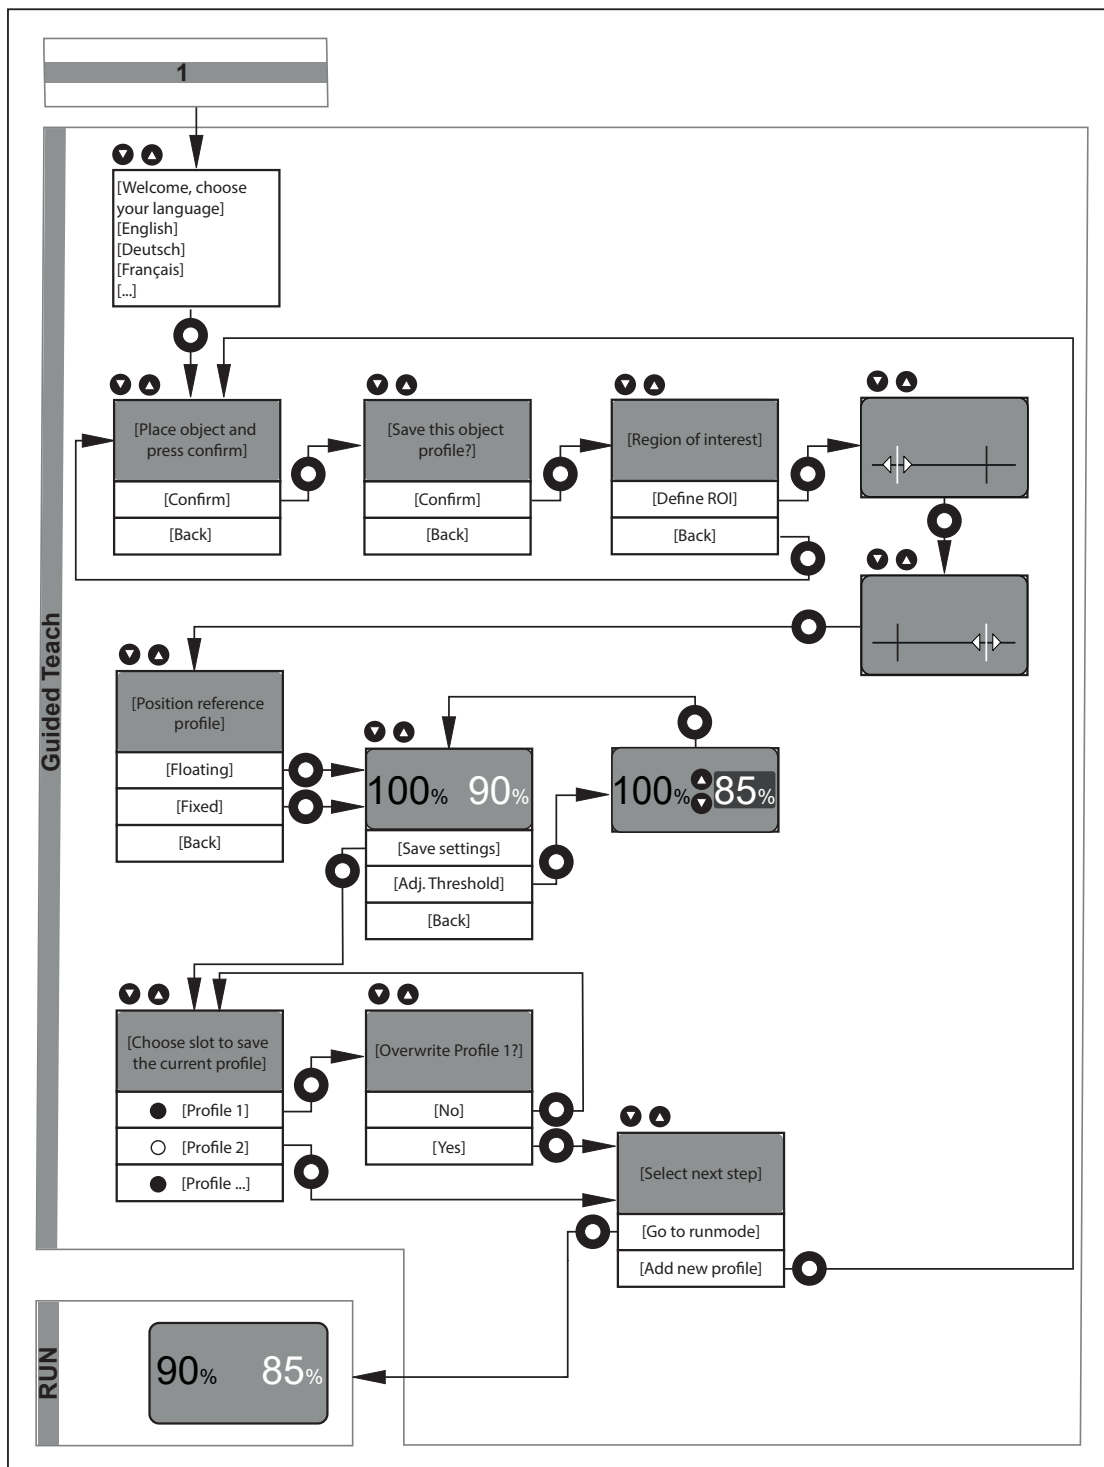 1
Guided Teach
[Welcome, choose
your language]
[English]
[Deutsch]
[Français]
[...]
[Place object and
press confirm]
[Confirm]
[Back]
[Save this object
profile?]
[Confirm]
[Back]
[Region of interest]
[Define ROI]
[Back]
[Position reference
profile]
[Floating]
[Fixed]
[Back]
100% 90%
[Save settings]
[Adj. Threshold]
[Back]
100% 85%
[Choose slot to save
the current profile]
[Profile 1]
[Profile 2]
[Profile ...]
[Overwrite Profile 1?]
[No]
[Yes]
[Select next step]
[Go to runmode]
[Add new profile]
RUN
90% 85%